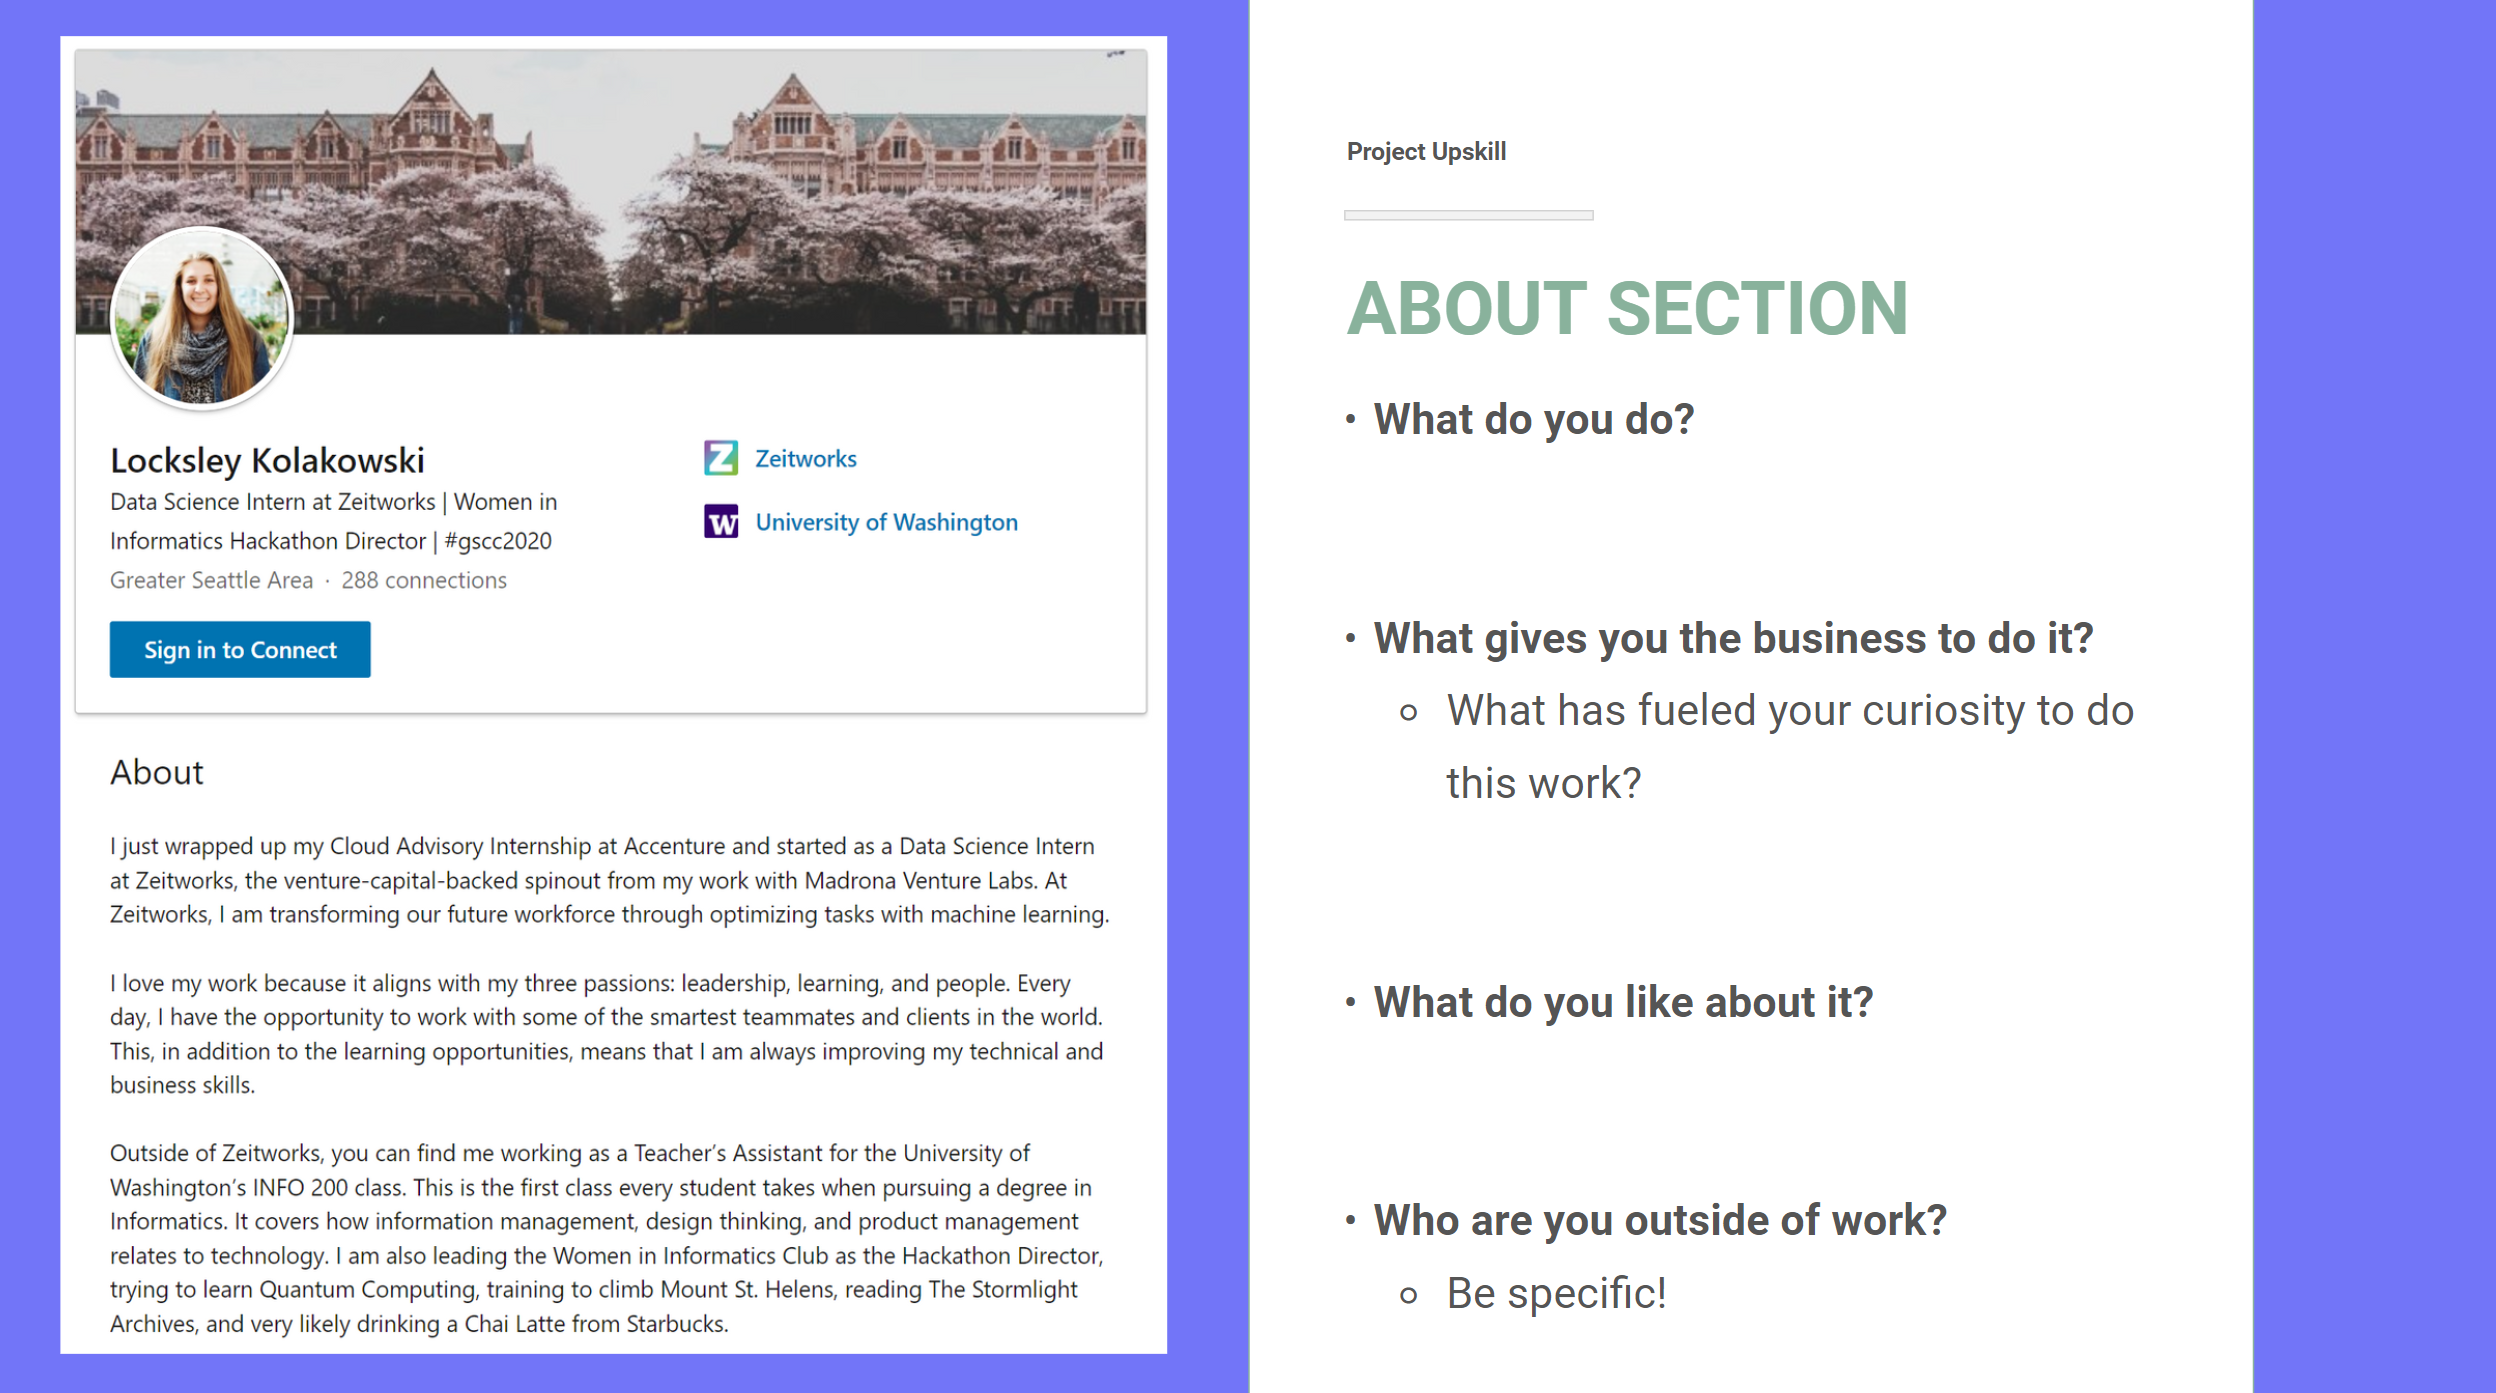 Locksley Kolakowski
Data Science Intern at Zeitworks | Women in
Informatics Hackathon Director | #gscc2020
Greater Seattle Area · 288 connections
Sign in to Connect
Z Zeitworks
W University of Washington
About
I just wrapped up my Cloud Advisory Internship at Accenture and started as a Data Science Intern
at Zeitworks, the venture-capital-backed spinout from my work with Madrona Venture Labs. At
Zeitworks, I am transforming our future workforce through optimizing tasks with machine learning.
I love my work because it aligns with my three passions: leadership, learning, and people. Every
day, I have the opportunity to work with some of the smartest teammates and clients in the world.
This, in addition to the learning opportunities, means that I am always improving my technical and
business skills.
Outside of Zeitworks, you can find me working as a Teacher’s Assistant for the University of
Washington’s INFO 200 class. This is the first class every student takes when pursuing a degree in
Informatics. It covers how information management, design thinking, and product management
relates to technology. I am also leading the Women in Informatics Club as the Hackathon Director,
trying to learn Quantum Computing, training to climb Mount St. Helens, reading The Stormlight
Archives, and very likely drinking a Chai Latte from Starbucks.
Project Upskill
ABOUT SECTION
• What do you do?
• What gives you the business to do it?
○ What has fueled your curiosity to do
this work?
• What do you like about it?
• Who are you outside of work?
○ Be specific!